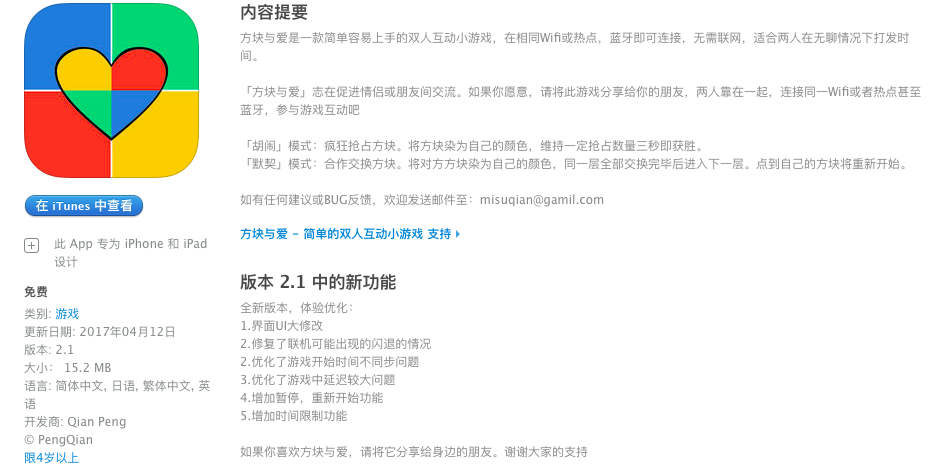 内容提要
方块与爱是一款简单容易上手的双人互动小游戏，在相同Wifi或热点，蓝牙即可连接，无需联网，适合两人在无聊情况下打发时
间。
「方块与爱」志在促进情侣或朋友间交流。如果你愿意，请将此游戏分享给你的朋友，两人靠在一起，连接同一Wifi或者热点甚至
蓝牙，参与游戏互动吧
「胡闹」模式：疯狂抢占方块。将方块染为自己的颜色，维持一定抢占数量三秒即获胜。
「默契」模式：合作交换方块。将对方方块染为自己的颜色，同一层全部交换完毕后进入下一层。点到自己的方块将重新开始。
如有任何建议或BUG反馈，欢迎发送邮件至：misuqian@gamil.com
方块与爱 - 简单的双人互动小游戏 支持
版本 2.1 中的新功能
全新版本，体验优化：
1.界面UI大修改
2.修复了联机可能出现的闪退的情况
2.优化了游戏开始时间不同步问题
3.优化了游戏中延迟较大问题
4.增加暂停，重新开始功能
5.增加时间限制功能
如果你喜欢方块与爱，请将它分享给身边的朋友。谢谢大家的支持
在 iTunes 中查看
此 App 专为 iPhone 和 iPad
设计
免费
类别: 游戏
更新日期: 2017年04月12日
版本: 2.1
大小： 15.2 MB
语言: 简体中文, 日语, 繁体中文, 英
语
开发商: Qian Peng
© PengQian
限4岁以上